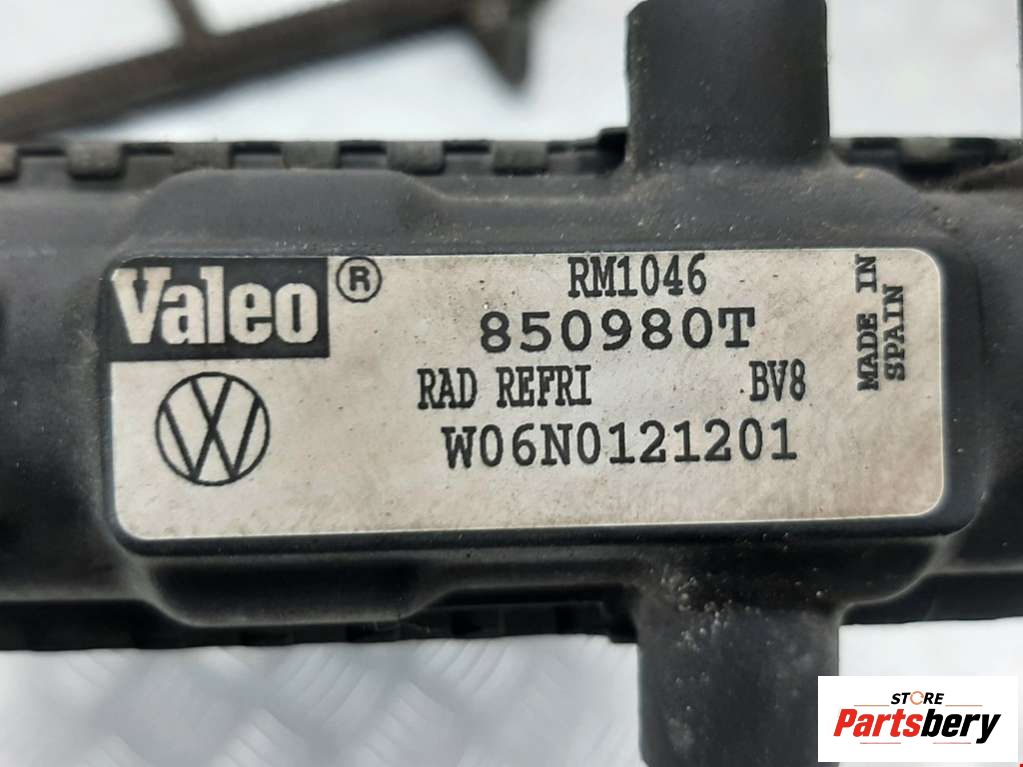 Valeo ®
RM1046
850980T
RAD REFRI BV8
W06N0121201
MADE IN
SPAIN
STORE
Partsbery